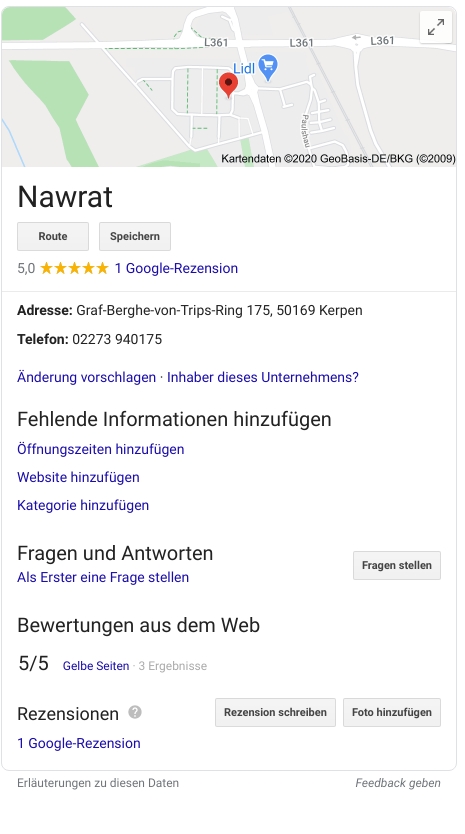 L361
L361
L361
Lidl
Paulshau
Kartendaten ©2020 GeoBasis-DE/BKG (©2009)
Nawrat
Route
Speichern
5,0 1 Google-Rezension
Adresse: Graf-Berghe-von-Trips-Ring 175, 50169 Kerpen
Telefon: 02273 940175
Änderung vorschlagen · Inhaber dieses Unternehmens?
Fehlende Informationen hinzufügen
Öffnungszeiten hinzufügen
Website hinzufügen
Kategorie hinzufügen
Fragen und Antworten
Als Erster eine Frage stellen
Fragen stellen
Bewertungen aus dem Web
5/5 Gelbe Seiten · 3 Ergebnisse
Rezensionen ?
Rezension schreiben
Foto hinzufügen
1 Google-Rezension
Erläuterungen zu diesen Daten
Feedback geben